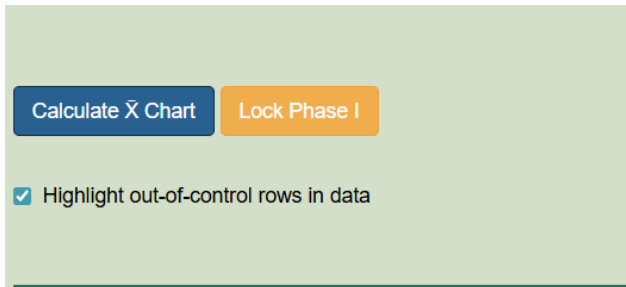 Calculate X̄ Chart Lock Phase I
Highlight out-of-control rows in data